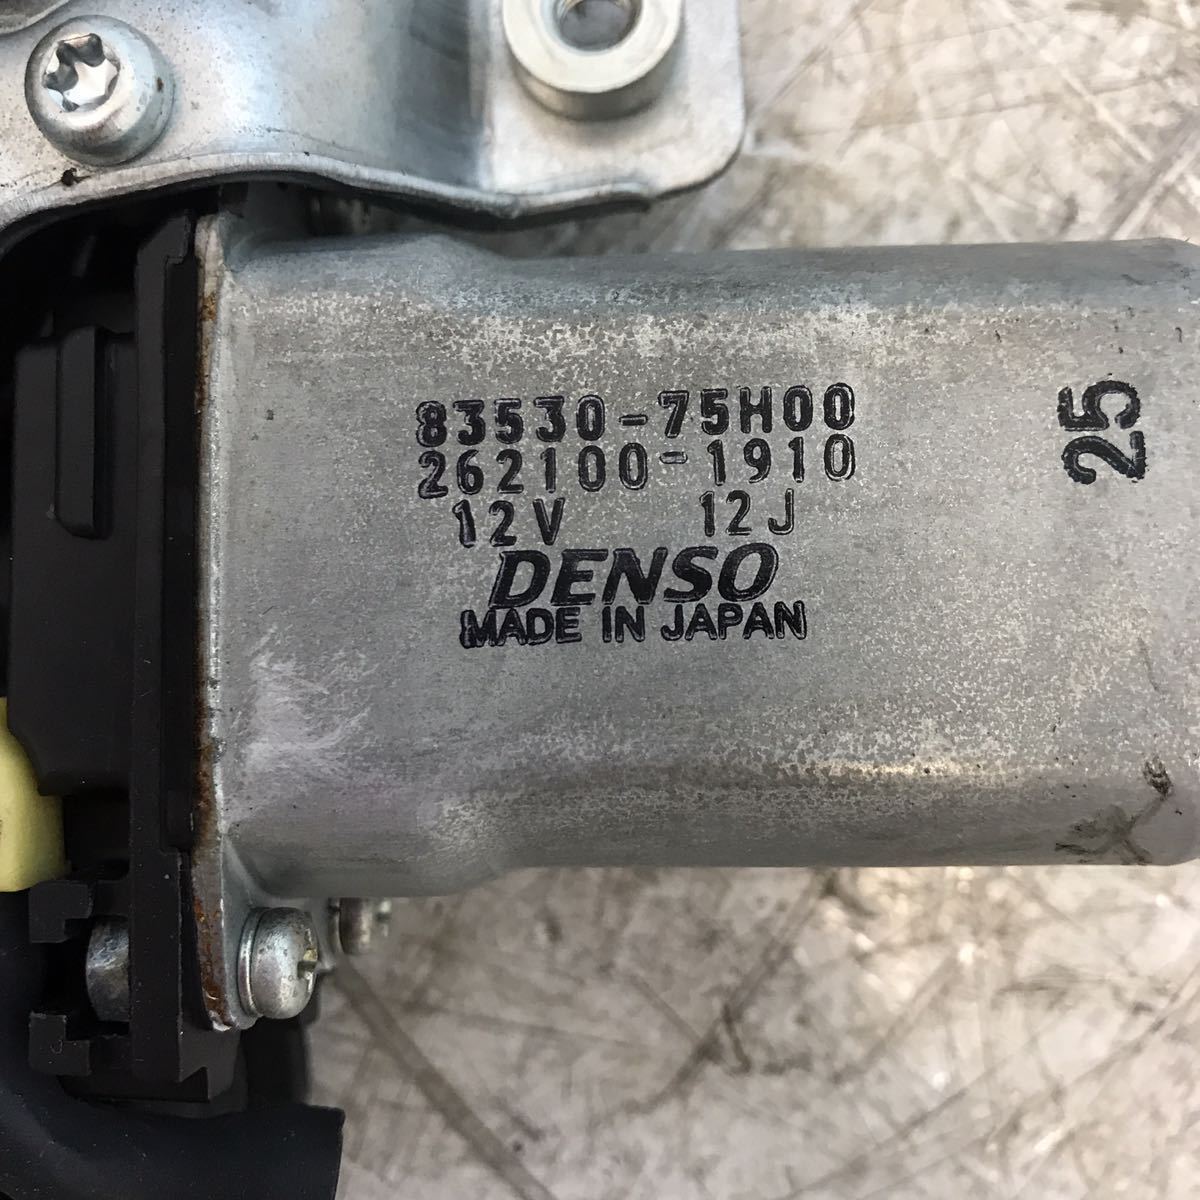 83530-75H00
262100-1910
12V 12J
DENSO
MADE IN JAPAN
25